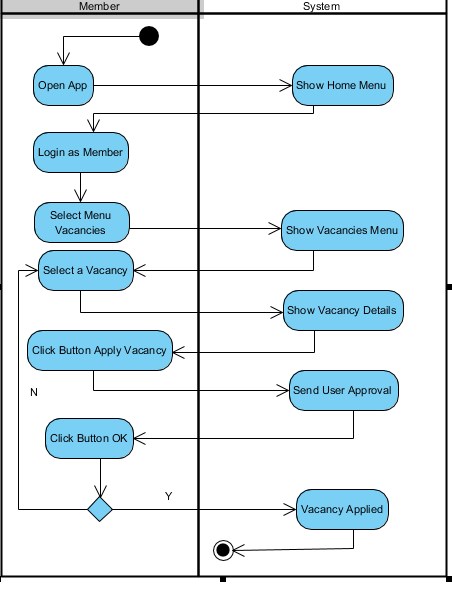 Member
System
Open App
Show Home Menu
Login as Member
Select Menu
Vacancies
Show Vacancies Menu
Select a Vacancy
Show Vacancy Details
Click Button Apply Vacancy
Send User Approval
N
Click Button OK
Y
Vacancy Applied